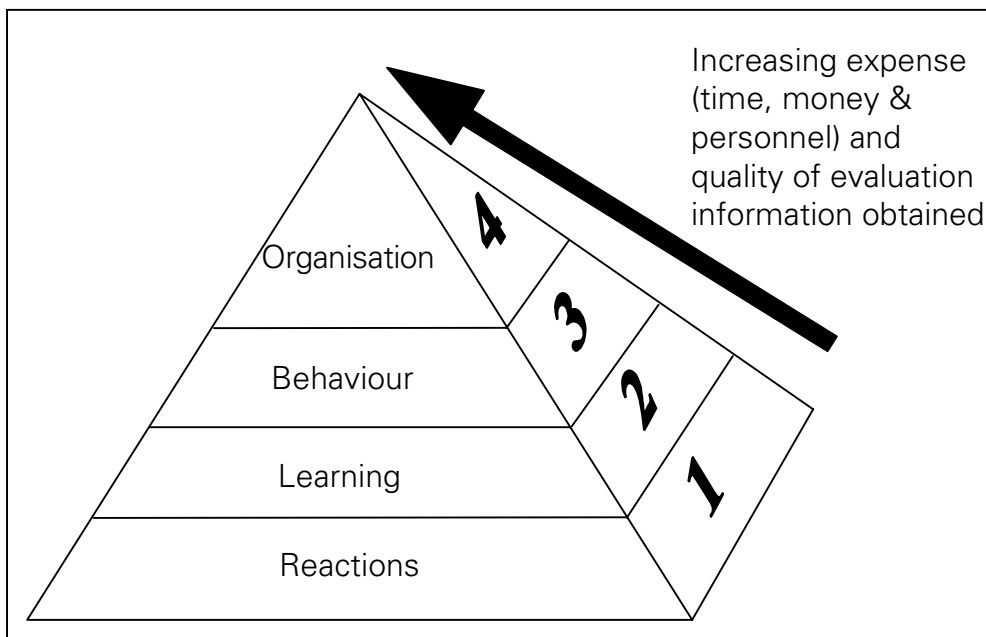 Increasing expense
(time, money &
personnel) and
quality of evaluation
information obtained
4
Organisation
3
Behaviour
2
Learning
1
Reactions